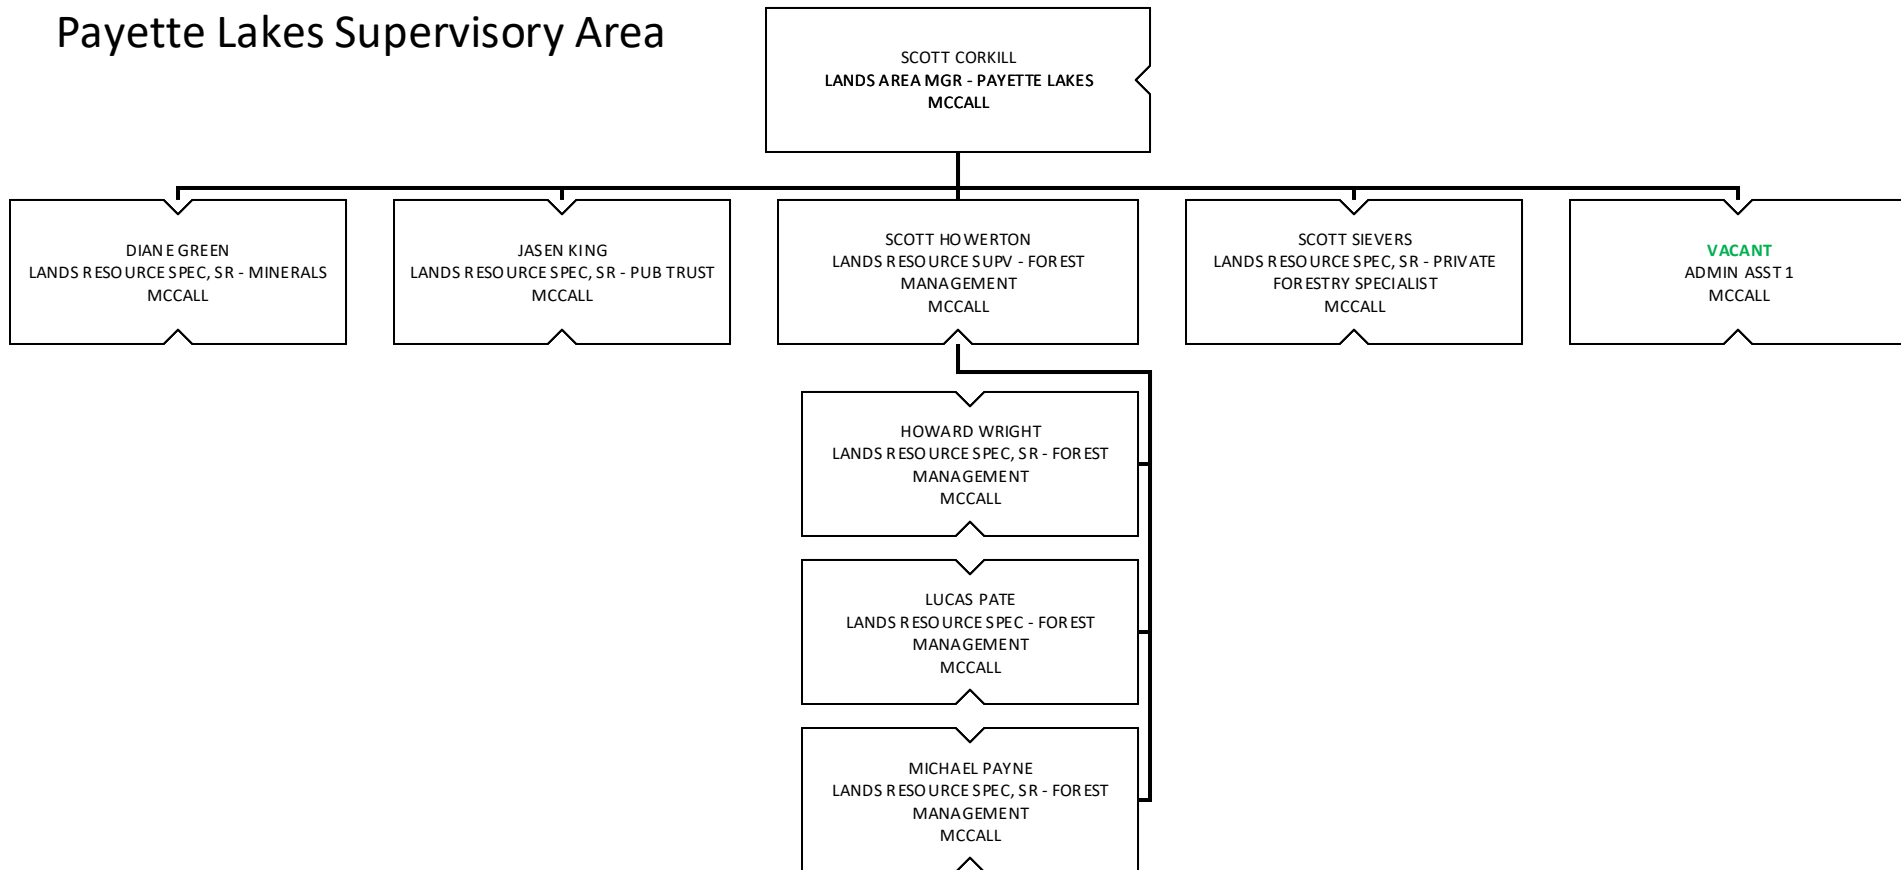 Payette Lakes Supervisory Area
SCOTT CORKILL
LANDS AREA MGR - PAYETTE LAKES
MCCALL
DIANE GREEN
LANDS RESOURCE SPEC, SR - MINERALS
MCCALL
JASEN KING
LANDS RESOURCE SPEC, SR - PUB TRUST
MCCALL
SCOTT HOWERTON
LANDS RESOURCE SUPV - FOREST
MANAGEMENT
MCCALL
SCOTT SIEVERS
LANDS RESOURCE SPEC, SR - PRIVATE
FORESTRY SPECIALIST
MCCALL
VACANT
ADMIN ASST 1
MCCALL
HOWARD WRIGHT
LANDS RESOURCE SPEC, SR - FOREST
MANAGEMENT
MCCALL
LUCAS PATE
LANDS RESOURCE SPEC - FOREST
MANAGEMENT
MCCALL
MICHAEL PAYNE
LANDS RESOURCE SPEC, SR - FOREST
MANAGEMENT
MCCALL